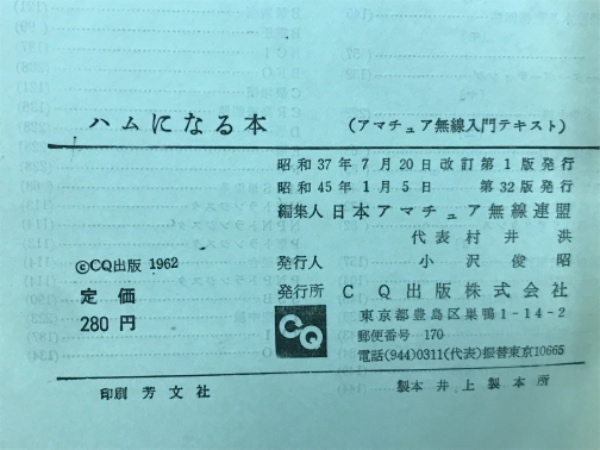 ハムになる本 （アマチュア無線入門テキスト）
昭和37年7月20日改訂第1版発行
昭和45年1月5日 第32版発行
編集人 日本アマチュア無線連盟
代表 村井 洪
発行人 小沢俊昭
発行所 CQ出版株式会社
東京都豊島区巣鴨1-14-2
郵便番号 170
電話(944)0311(代表)振替東京10665
©CQ出版 1962
定価
280円
CQ
印刷 芳文社 製本 井上製本所